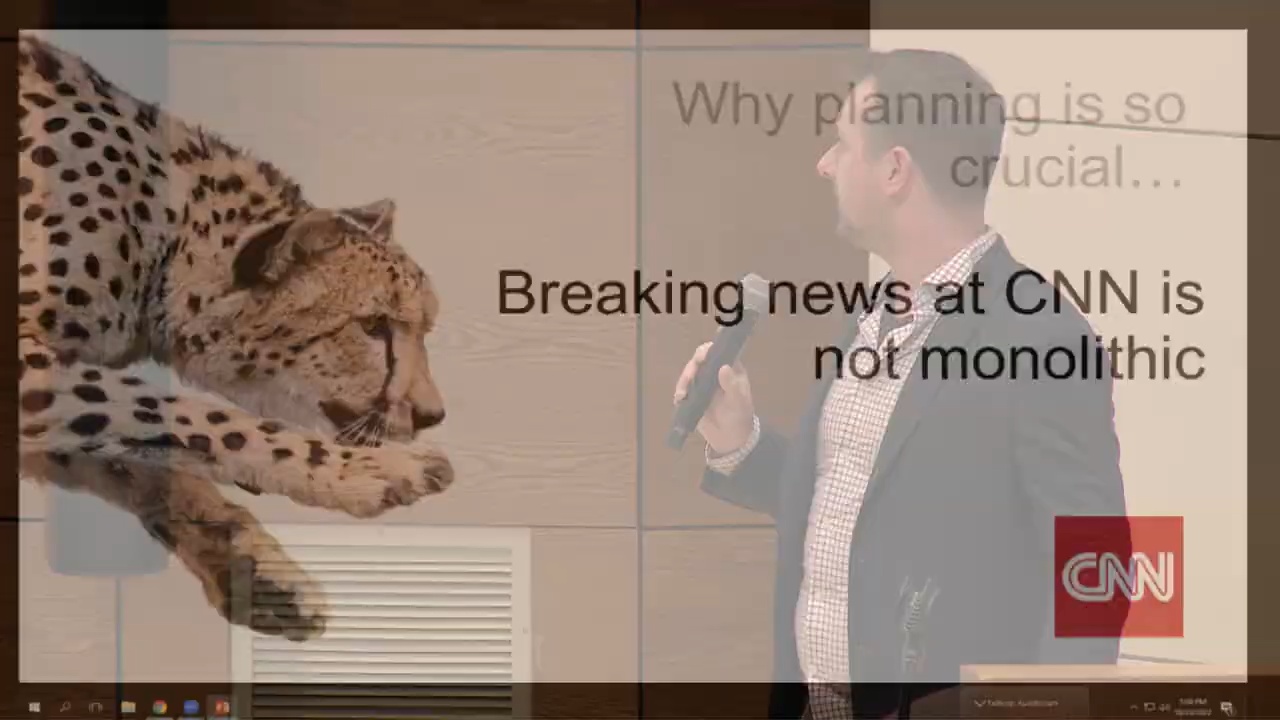 Why planning is so
crucial…
Breaking news at CNN is
not monolithic
CNN